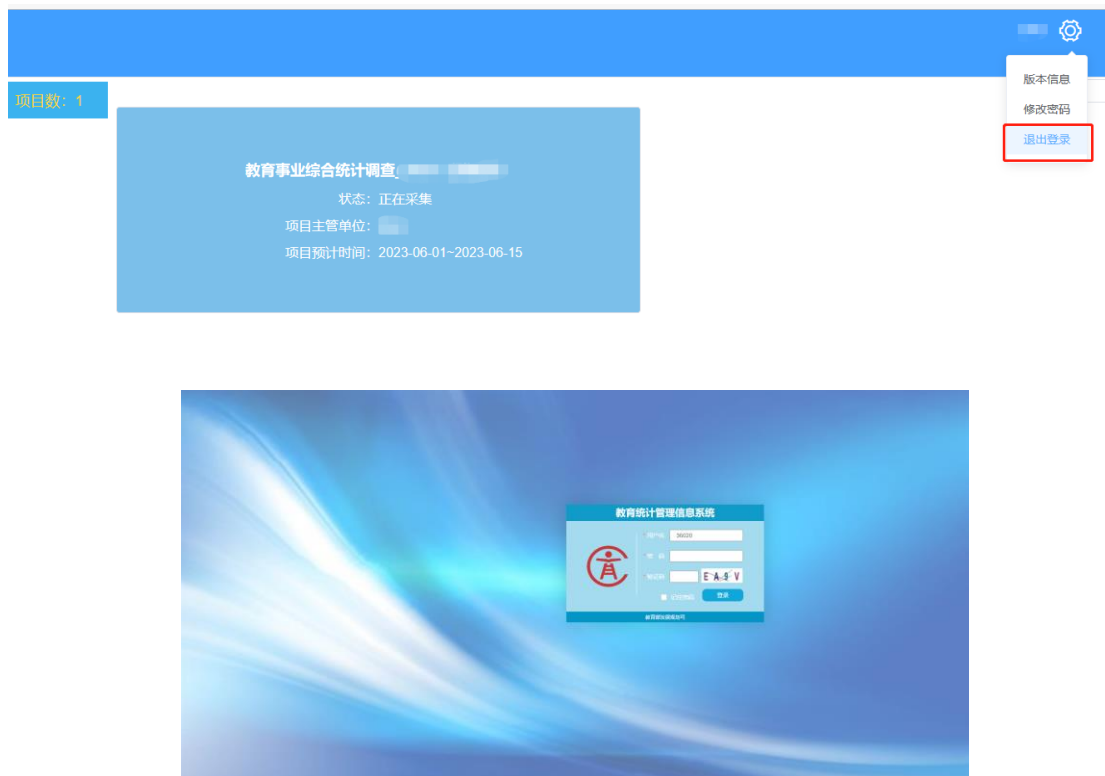 版本信息
修改密码
退出登录
项目数：1
教育事业综合统计调查
状态：正在采集
项目主管单位：
项目预计时间：2023-06-01~2023-06-15
教育统计管理信息系统
EA9V
登录